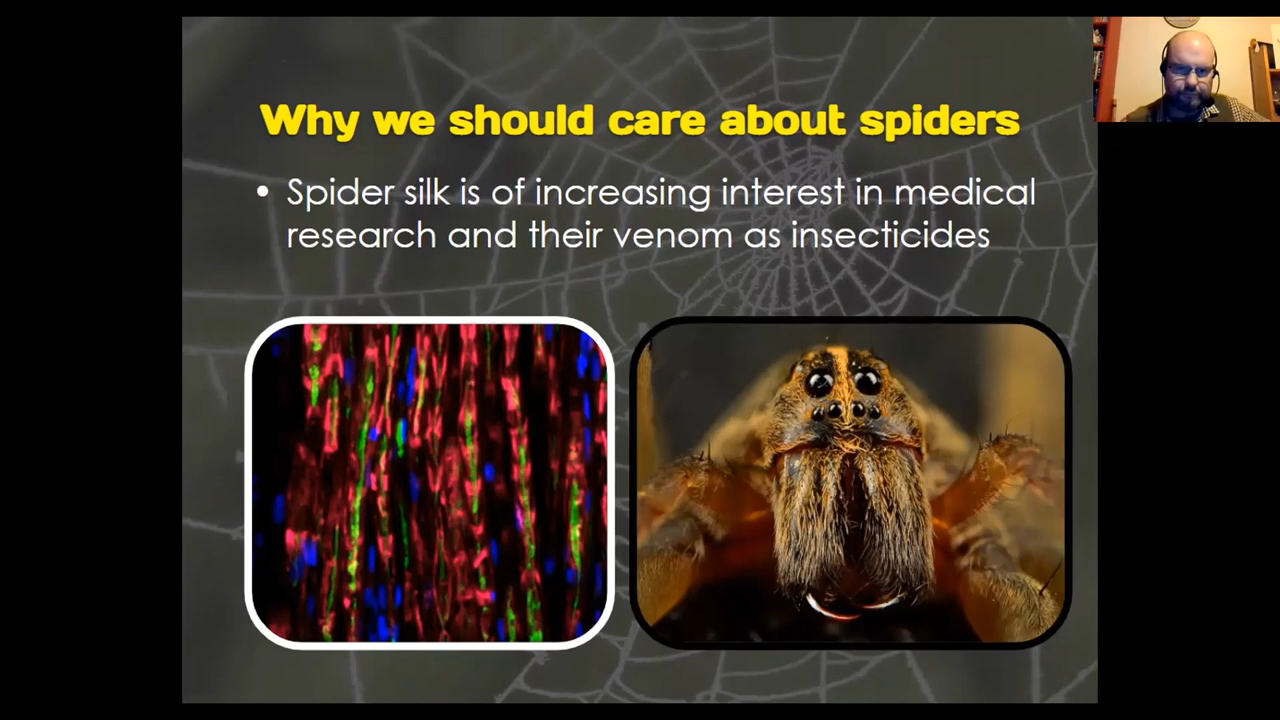 Why we should care about spiders
• Spider silk is of increasing interest in medical
research and their venom as insecticides